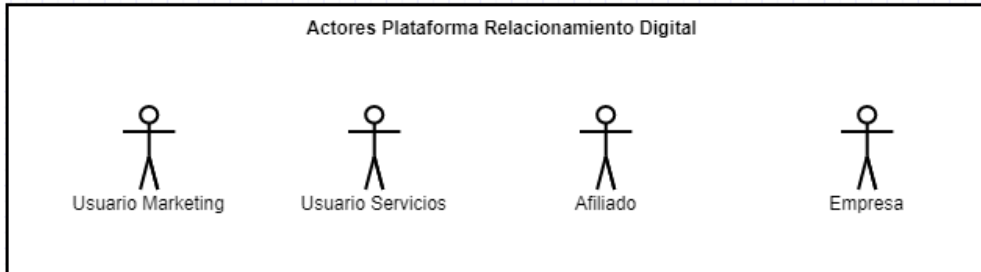 Actores Plataforma Relacionamiento Digital
Usuario Marketing
Usuario Servicios
Afiliado
Empresa